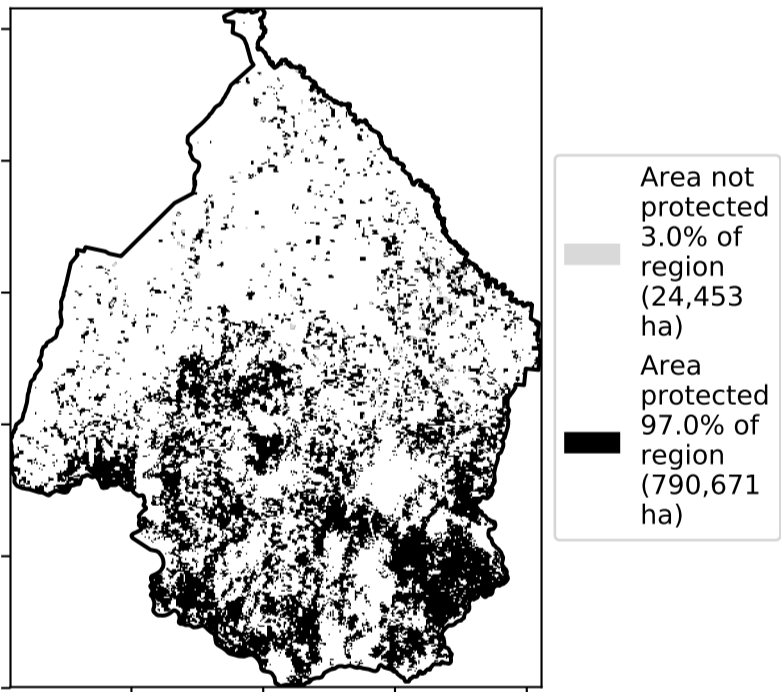 Area not
protected
3.0% of
region
(24,453
ha)
Area
protected
97.0% of
region
(790,671
ha)